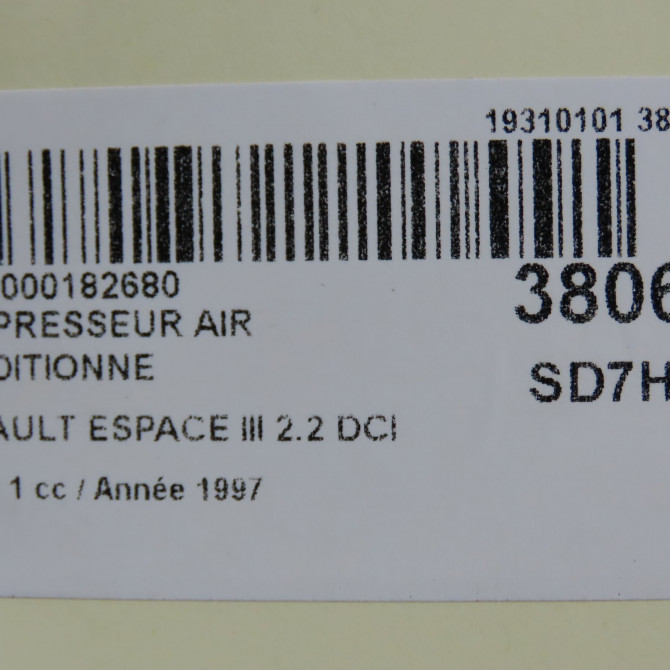 19310101 38
000182680
3806
PRESSEUR AIR
DITIONNE
SD7H
AULT ESPACE III 2.2 DCI
1 cc / Année 1997